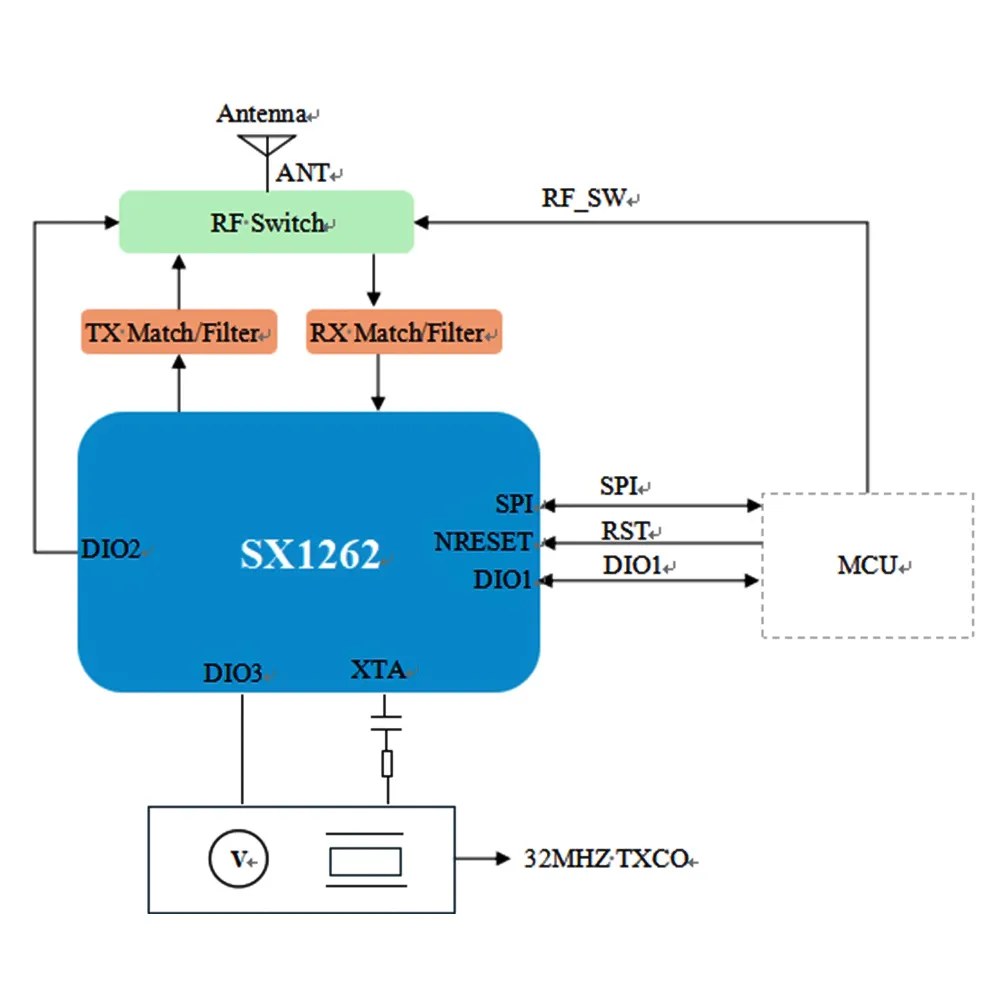 Antenna
ANT
RF_SW
RF Switch
TX Match/Filter
RX Match/Filter
SPI
SPI
RST
NRESET
DIO1
DIO1
MCU
DIO2
SX1262
DIO3
XTA
V
32MHZ TXCO